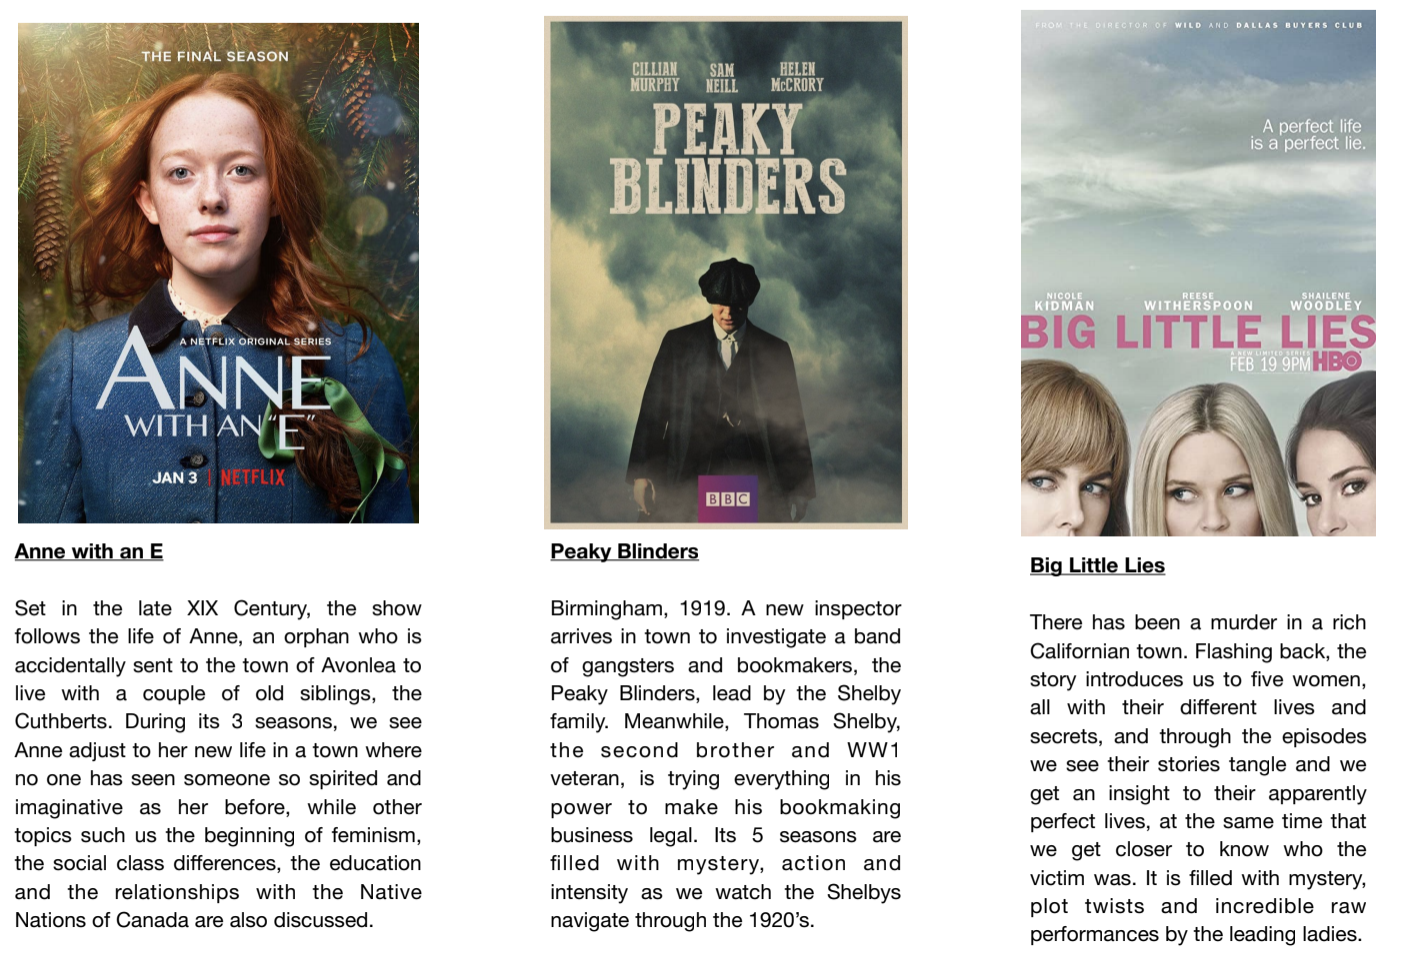 THE FINAL SEASON
A NETFLIX ORIGINAL SERIES
ANNE
WITH AN "E"
JAN 3 | NETFLIX
Anne with an E
Set in the late XIX Century, the show
follows the life of Anne, an orphan who is
accidentally sent to the town of Avonlea to
live with a couple of old siblings, the
Cuthberts. During its 3 seasons, we see
Anne adjust to her new life in a town where
no one has seen someone so spirited and
imaginative as her before, while other
topics such us the beginning of feminism,
the social class differences, the education
and the relationships with the Native
Nations of Canada are also discussed.
CILLIAN MURPHY
SAM NEILL
HELEN McCRORY
PEAKY
BLINDERS
BBC
Peaky Blinders
Birmingham, 1919. A new inspector
arrives in town to investigate a band
of gangsters and bookmakers, the
Peaky Blinders, lead by the Shelby
family. Meanwhile, Thomas Shelby,
the second brother and WW1
veteran, is trying everything in his
power to make his bookmaking
business legal. Its 5 seasons are
filled with mystery, action and
intensity as we watch the Shelbys
navigate through the 1920's.
FROM THE DIRECTOR OF WILD AND DALLAS BUYERS CLUB
A perfect life
is a perfect lie.
NICOLE KIDMAN
REESE WITHERSPOON
SHAILENE WOODLEY
BIG LITTLE LIES
A NEW LIMITED SERIES
FEB 19 9PM HBO
Big Little Lies
There has been a murder in a rich
Californian town. Flashing back, the
story introduces us to five women,
all with their different lives and
secrets, and through the episodes
we see their stories tangle and we
get an insight to their apparently
perfect lives, at the same time that
we get closer to know who the
victim was. It is filled with mystery,
plot twists and incredible raw
performances by the leading ladies.